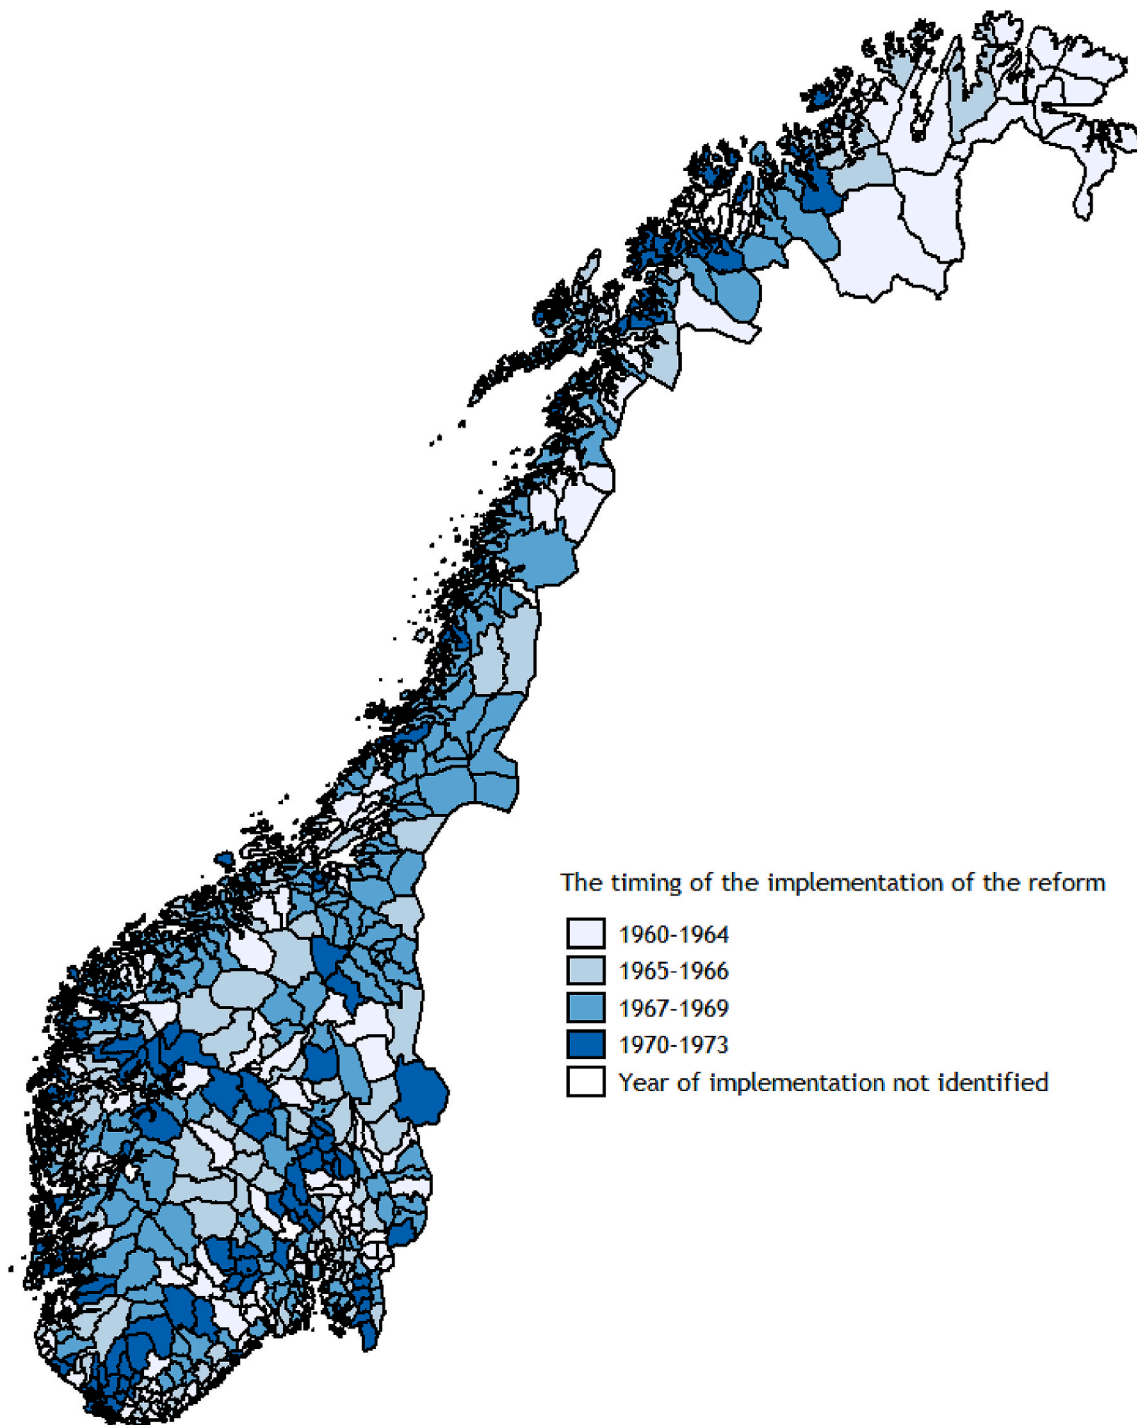 The timing of the implementation of the reform
1960-1964
1965-1966
1967-1969
1970-1973
Year of implementation not identified